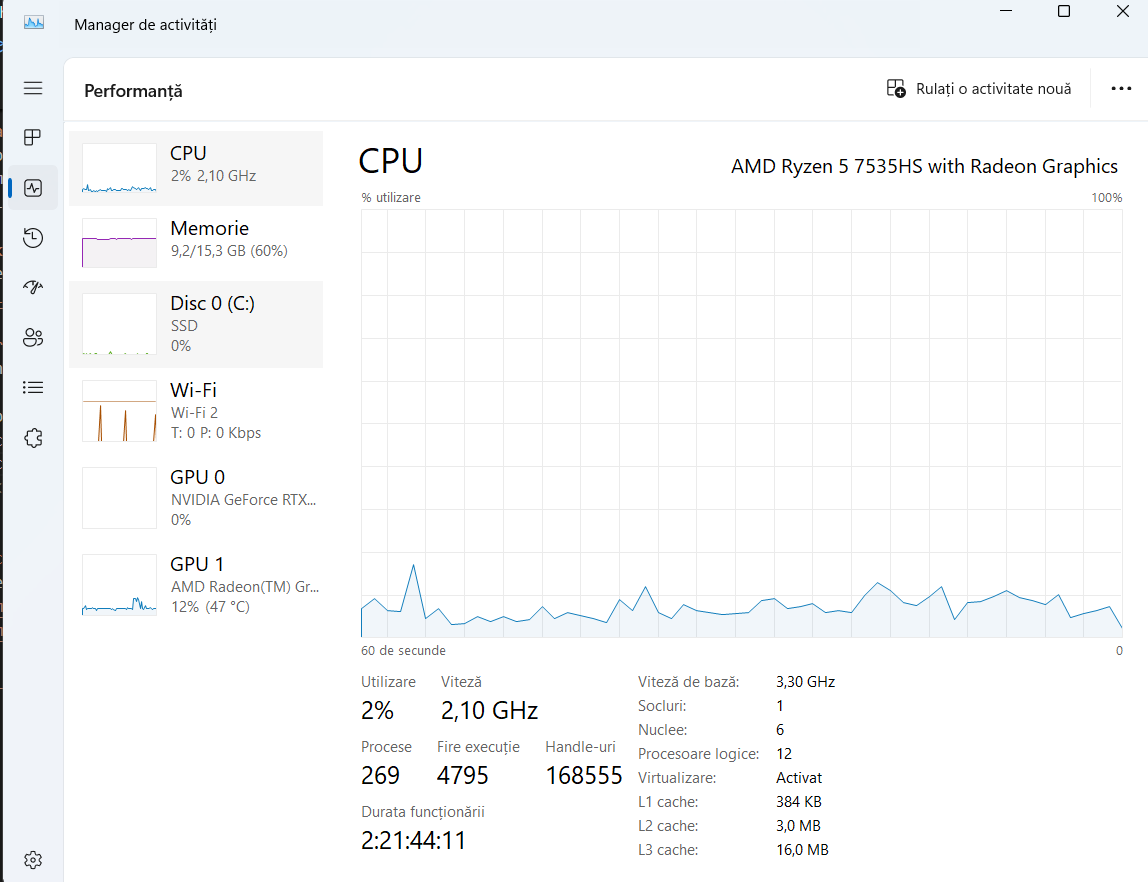 Manager de activități
Performanță
Rulați o activitate nouă
CPU
2% 2,10 GHz
Memorie
9,2/15,3 GB (60%)
Disc 0 (C:)
SSD
0%
Wi-Fi
Wi-Fi 2
T: 0 P: 0 Kbps
GPU 0
NVIDIA GeForce RTX...
0%
GPU 1
AMD Radeon(TM) Gr...
12% (47 °C)
CPU
AMD Ryzen 5 7535HS with Radeon Graphics
% utilizare
100%
60 de secunde
0
Utilizare
Viteză
2%
2,10 GHz
Procese
Fire execuție
Handle-uri
269
4795
168555
Durata funcționării
2:21:44:11
Viteză de bază: 3,30 GHz
Socluri: 1
Nuclee: 6
Procesoare logice: 12
Virtualizare: Activat
L1 cache: 384 KB
L2 cache: 3,0 MB
L3 cache: 16,0 MB